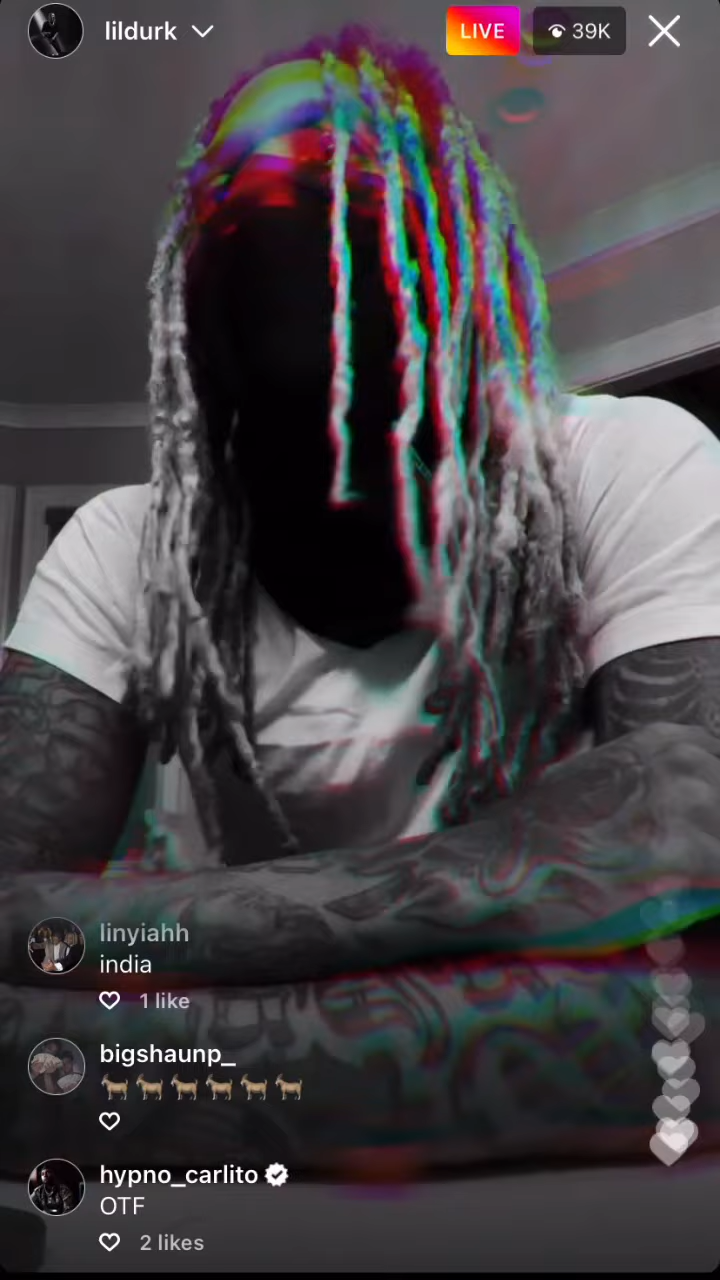 lildurk
LIVE
39K
linyiahh
india
1 like
bigshaunp_
🐐🐐🐐🐐🐐🐐
hypno_carlito
OTF
2 likes